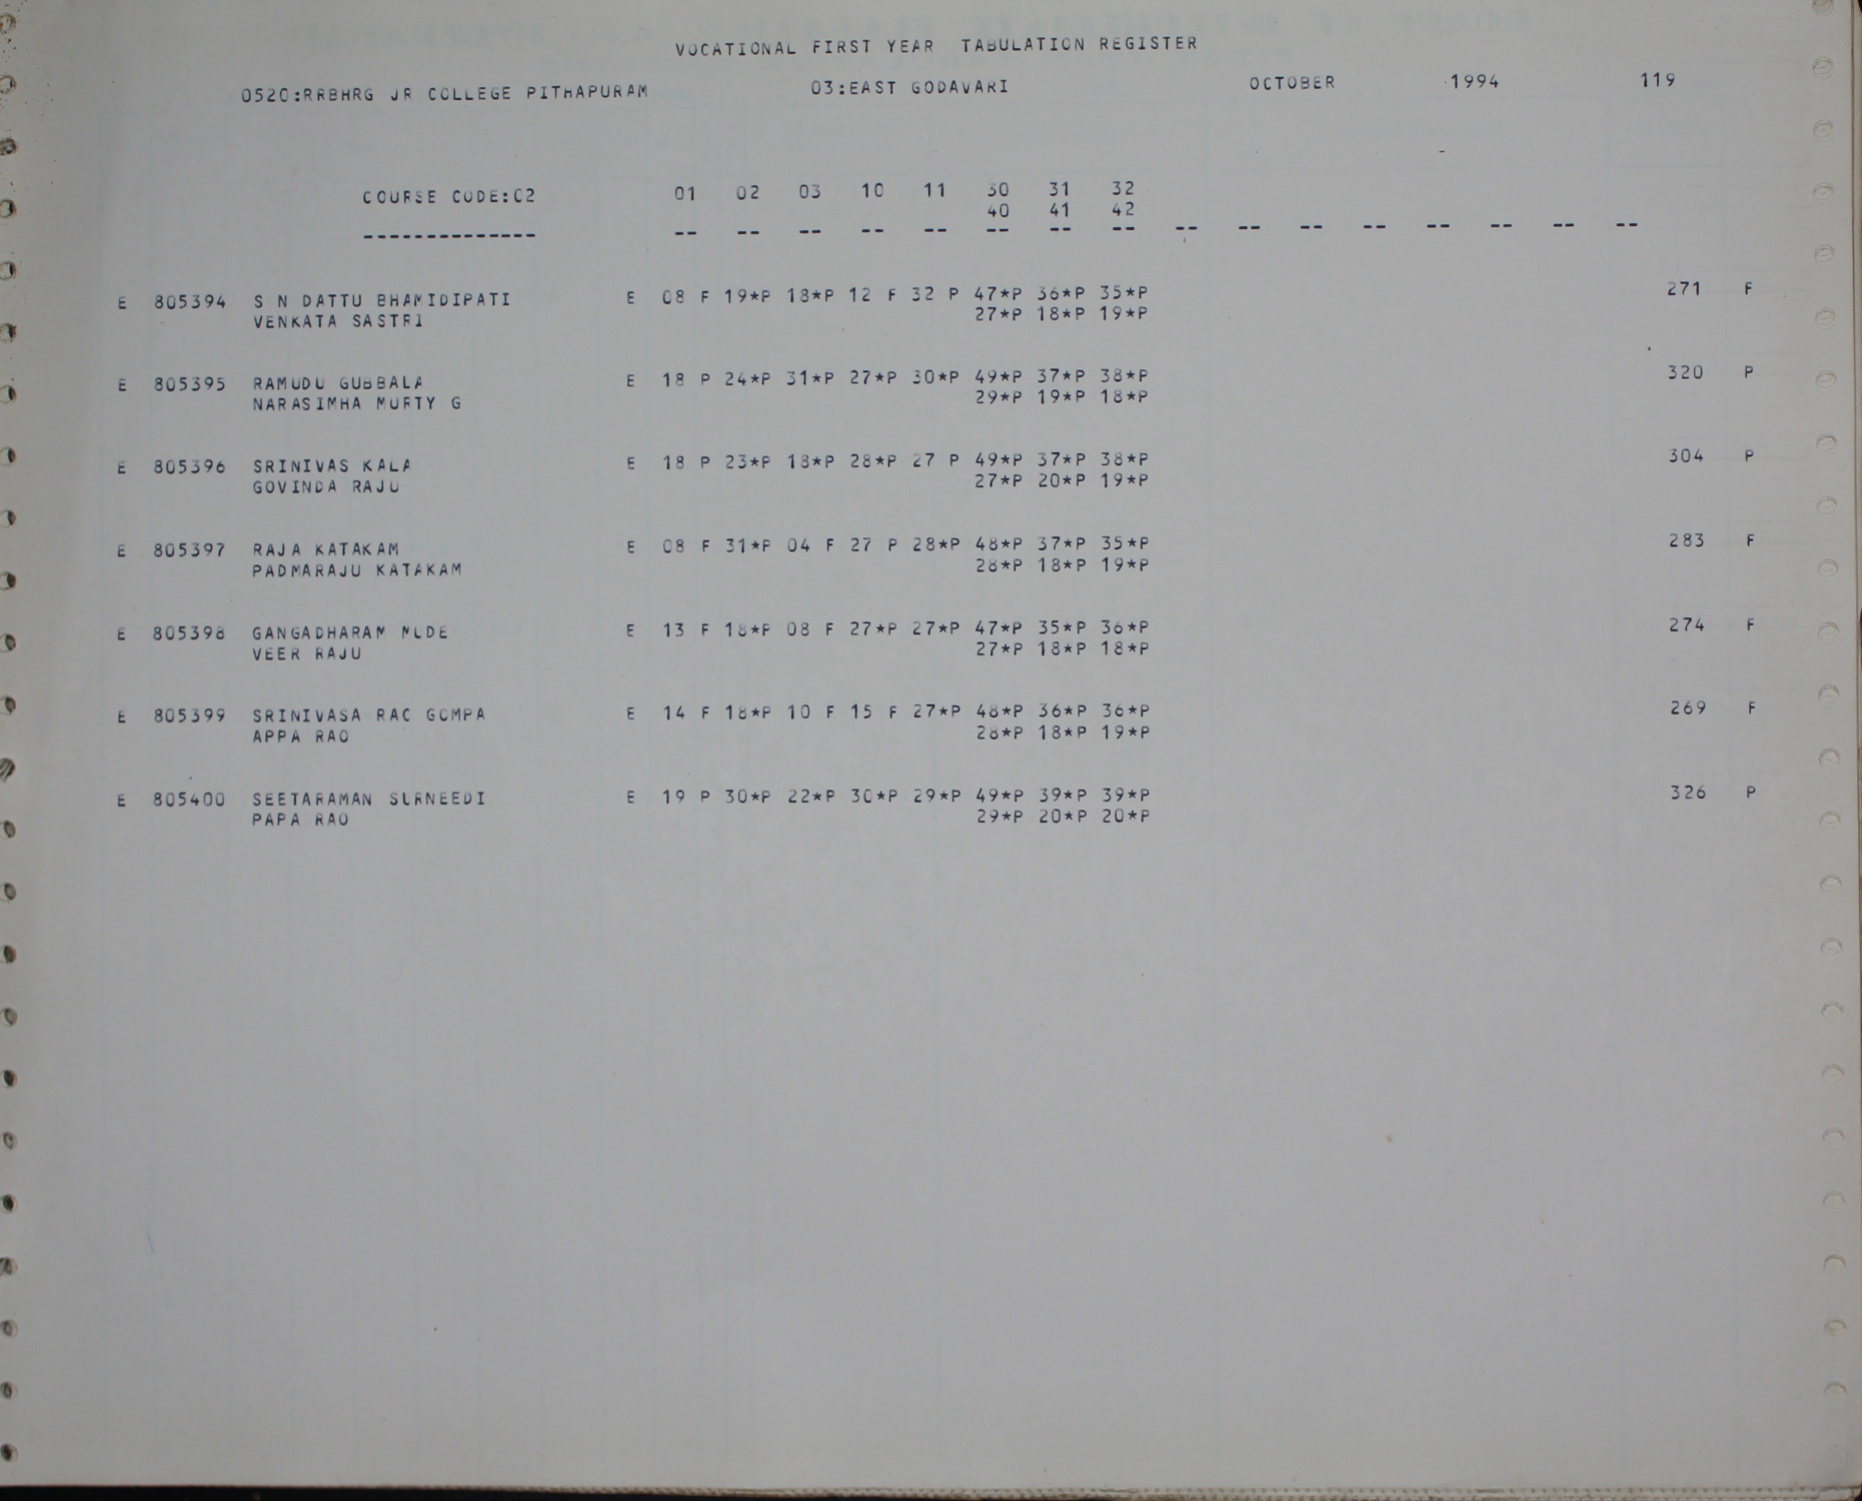 VOCATIONAL FIRST YEAR TABULATION REGISTER
0520:RRBHRG JR COLLEGE PITHAPURAM 03:EAST GODAVARI OCTOBER 1994 119
COURSE CODE:C2 01 02 03 10 11 30 31 32
40 41 42
-------------- -- -- -- -- -- -- -- -- -- -- -- -- -- -- -- --
E 805394 S N DATTU BHAMIDIPATI E 08 F 19*P 18*P 12 F 32 P 47*P 36*P 35*P 271 F
VENKATA SASTRI 27*P 18*P 19*P
E 805395 RAMUDU GUBBALA E 18 P 24*P 31*P 27*P 30*P 49*P 37*P 38*P 320 P
NARASIMHA MURTY G 29*P 19*P 18*P
E 805396 SRINIVAS KALA E 18 P 23*P 18*P 28*P 27 P 49*P 37*P 38*P 304 P
GOVINDA RAJU 27*P 20*P 19*P
E 805397 RAJA KATAKAM E 08 F 31*P 04 F 27 P 28*P 48*P 37*P 35*P 283 F
PADMARAJU KATAKAM 28*P 18*P 19*P
E 805398 GANGADHARAM MLDE E 13 F 18*P 08 F 27*P 27*P 47*P 35*P 36*P 274 F
VEER RAJU 27*P 18*P 18*P
E 805399 SRINIVASA RAO GOMPA E 14 F 18*P 10 F 15 F 27*P 48*P 36*P 36*P 269 F
APPA RAO 28*P 18*P 19*P
E 805400 SEETARAMAN SURNEEDI E 19 P 30*P 22*P 30*P 29*P 49*P 39*P 39*P 326 P
PAPA RAO 29*P 20*P 20*P